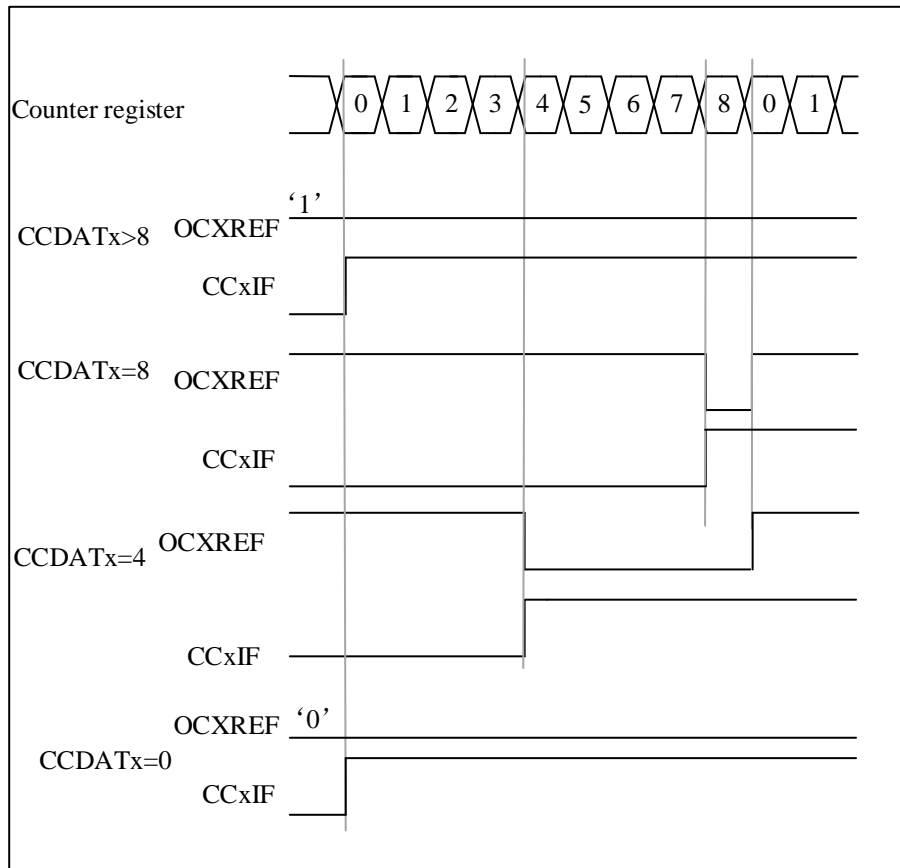 Counter register 0 1 2 3 4 5 6 7 8 0 1
‘1’
CCDATx>8 OCXREF
CCxIF
CCDATx=8 OCXREF
CCxIF
CCDATx=4 OCXREF
CCxIF
OCXREF ‘0’
CCDATx=0
CCxIF